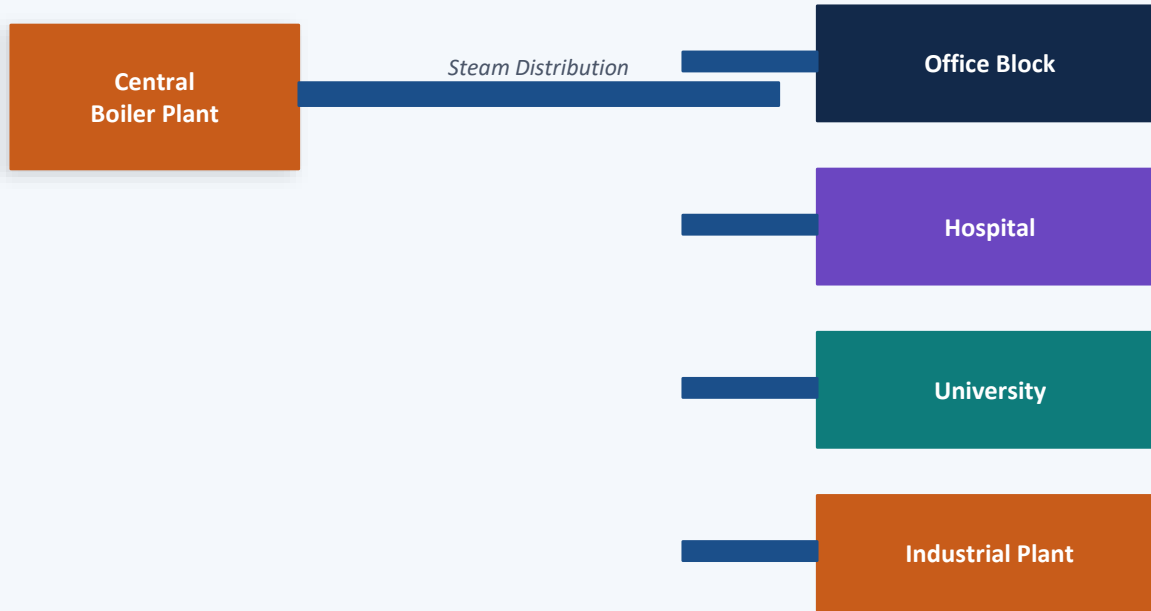 Central
Boiler Plant
Steam Distribution
Office Block
Hospital
University
Industrial Plant